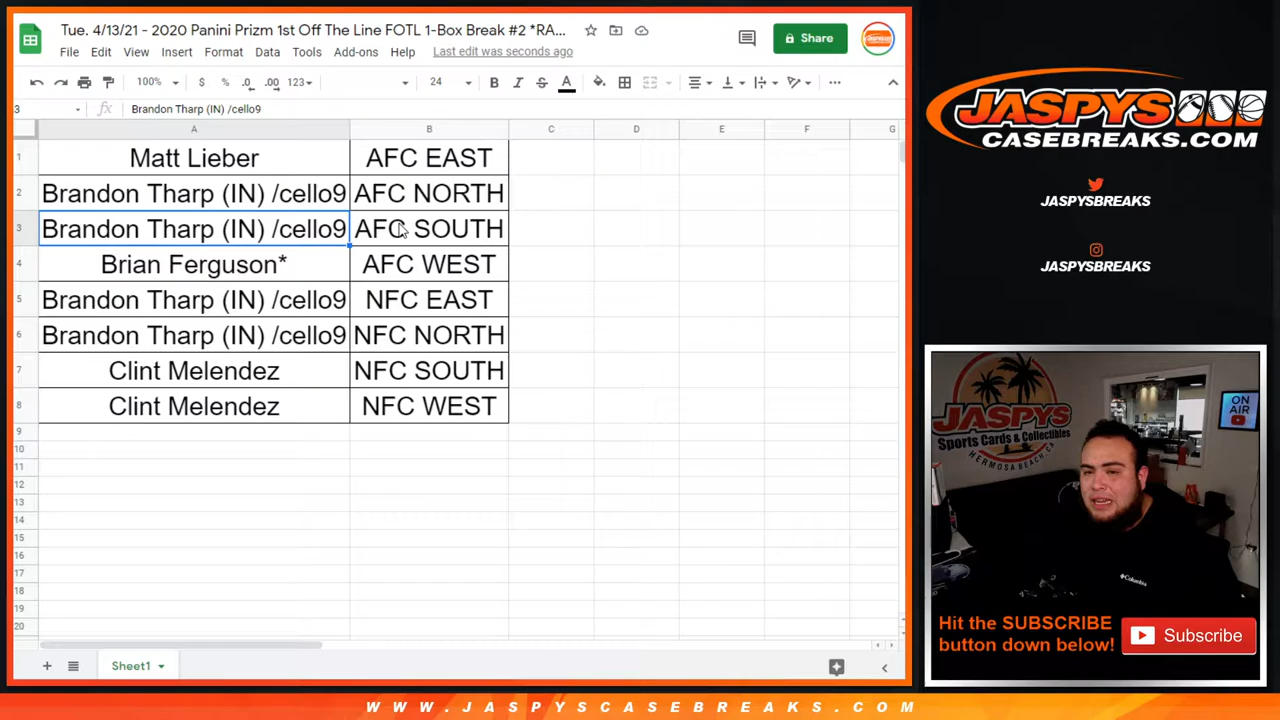 Tue. 4/13/21 - 2020 Panini Prizm 1st Off The Line FOTL 1-Box Break #2 *RA...
File Edit View Insert Format Data Tools Add-ons Help Last edit was seconds ago
Share
100% $ % .0 .00 123 24 B I S A
3 fx Brandon Tharp (IN) /cello9
A B C D E F G
1 Matt Lieber AFC EAST
2 Brandon Tharp (IN) /cello9 AFC NORTH
3 Brandon Tharp (IN) /cello9 AFC SOUTH
4 Brian Ferguson* AFC WEST
5 Brandon Tharp (IN) /cello9 NFC EAST
6 Brandon Tharp (IN) /cello9 NFC NORTH
7 Clint Melendez NFC SOUTH
8 Clint Melendez NFC WEST
9
10
11
12
13
14
15
16
17
18
19
20
Sheet1
JASPYS
CASEBREAKS.COM
JASPYSBREAKS
JASPYSBREAKS
JASPYS
Sports Cards & Collectibles
HERMOSA BEACH, CA
ON
AIR
Columbia
Hit the SUBSCRIBE
button down below!
Subscribe
WWW.JASPYSCASEBREAKS.COM